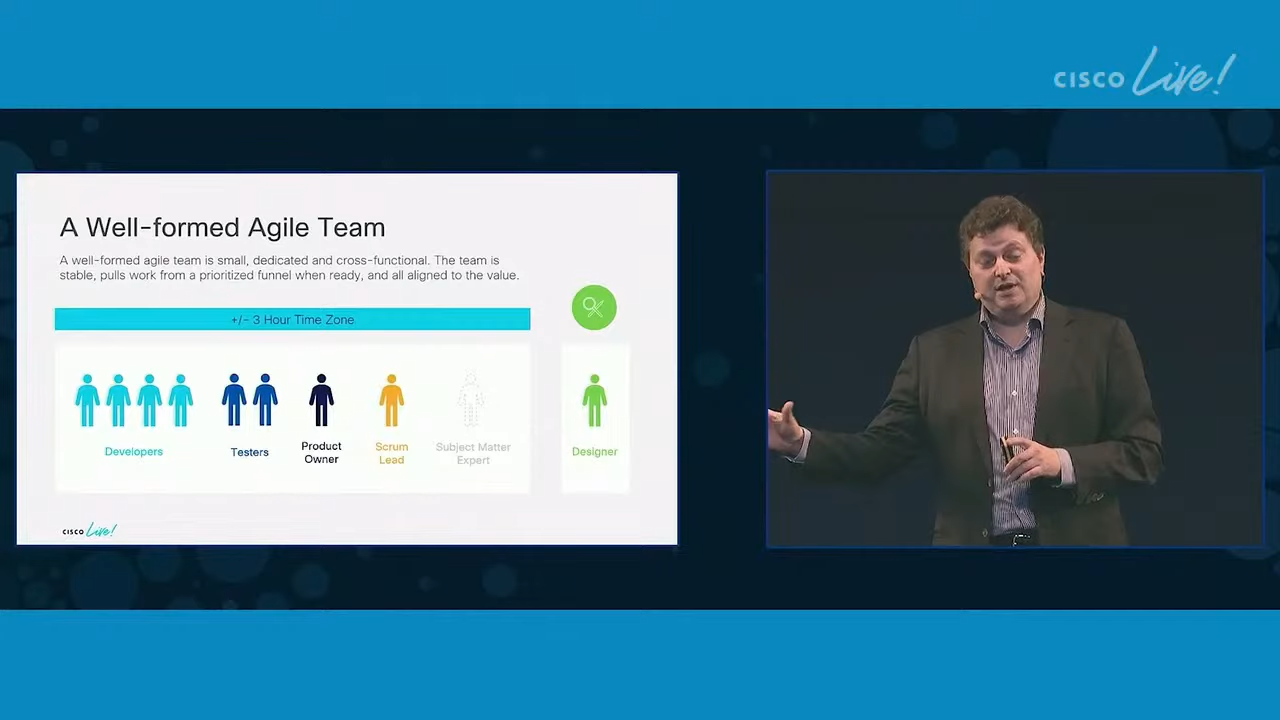 CISCO Live!
A Well-formed Agile Team
A well-formed agile team is small, dedicated and cross-functional. The team is
stable, pulls work from a prioritized funnel when ready, and all aligned to the value.
+/- 3 Hour Time Zone
Developers
Testers
Product
Owner
Scrum
Lead
Subject Matter
Expert
Designer
CISCO Live!